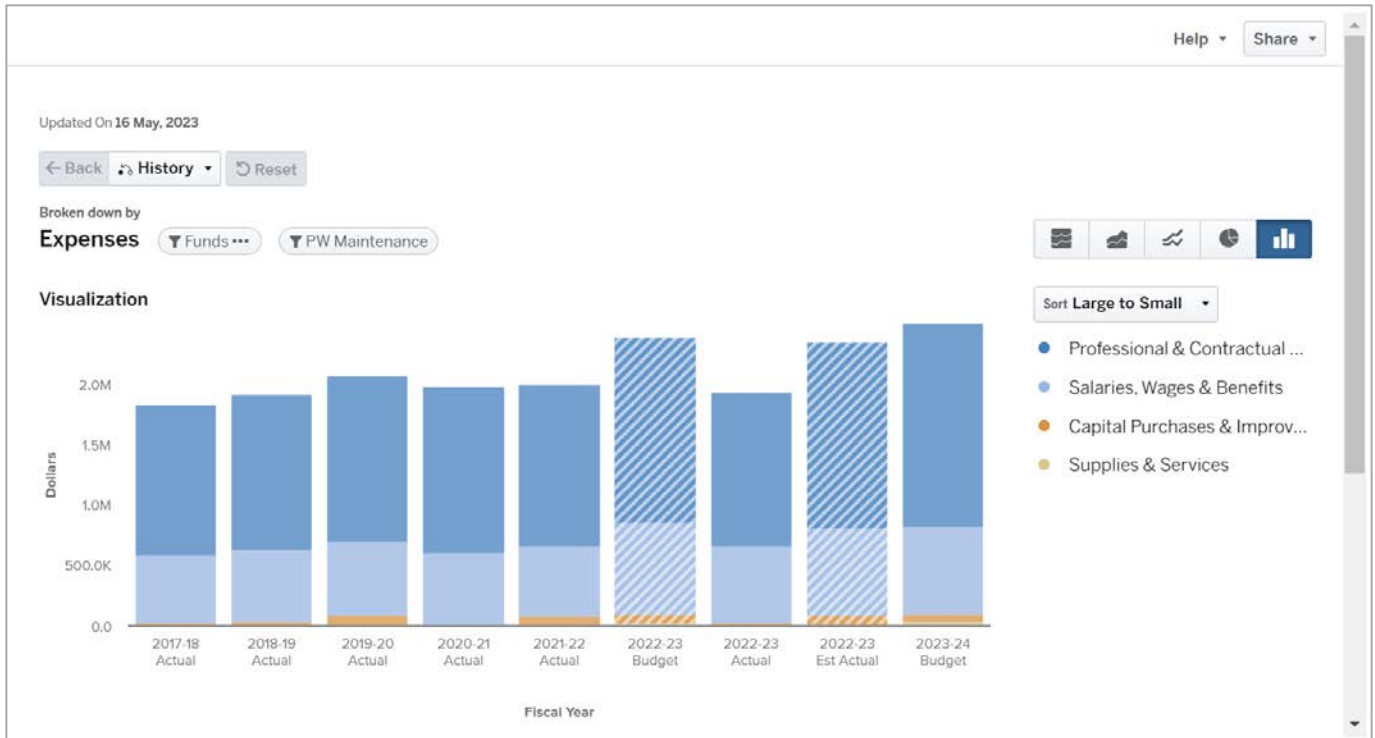 Help
Share
Updated On 16 May, 2023
Back
History
Reset
Broken down by
Expenses
Funds •••
PW Maintenance
Visualization
Sort Large to Small
Professional & Contractual ...
Salaries, Wages & Benefits
Capital Purchases & Improv...
Supplies & Services
Dollars
2.0M
1.5M
1.0M
500.0K
0.0
2017-18 Actual
2018-19 Actual
2019-20 Actual
2020-21 Actual
2021-22 Actual
2022-23 Budget
2022-23 Actual
2022-23 Est Actual
2023-24 Budget
Fiscal Year